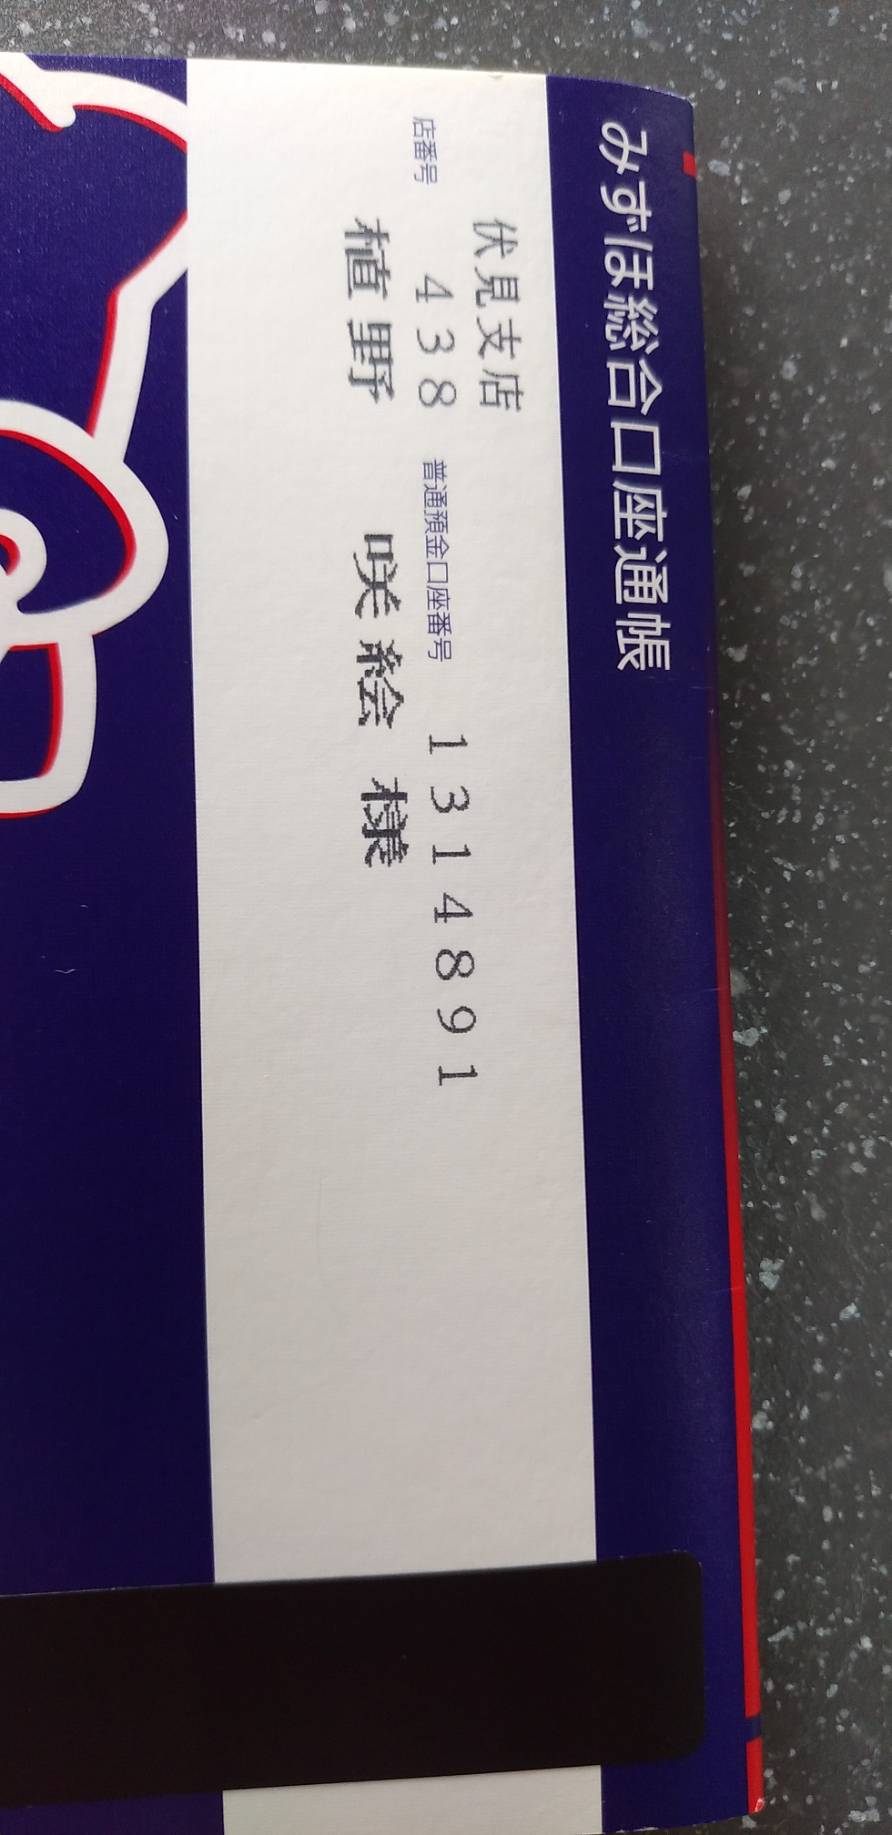 みずほ総合口座通帳
伏見支店
店番号 438 普通預金口座番号 1314891
植野 咲絵 様